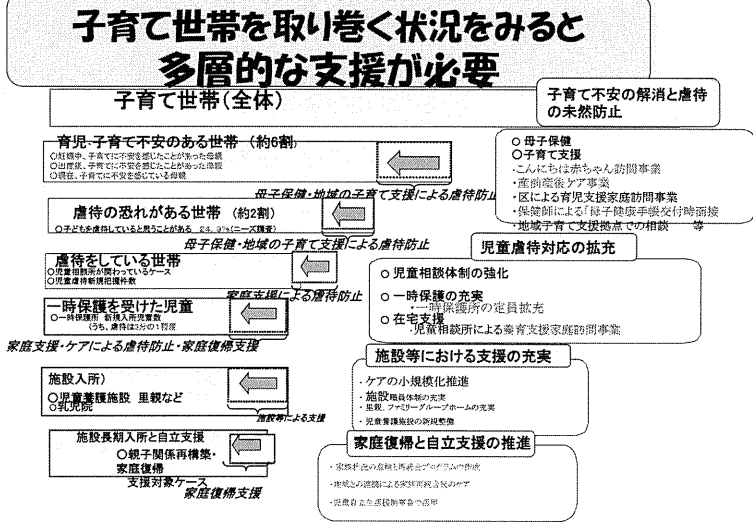 子育て世帯を取り巻く状況をみると
多層的な支援が必要
子育て世帯(全体)
子育て不安の解消と虐待
の未然防止
育児・子育て不安のある世帯 (約6割)
○妊娠中、子育てに不安を感じたことがあった母親
○出産後、子育てに不安を感じたことがあった母親
○現在、子育てに不安を感じている母親
母子保健・地域の子育て支援による虐待防止
○ 母子保健
○子育て支援
・こんにちは赤ちゃん訪問事業
・産前産後ケア事業
・区による育児支援家庭訪問事業
・保健師による「母子健康手帳交付時面接
・地域子育て支援拠点での相談 等
虐待の恐れがある世帯 (約2割)
○子どもを虐待していると思うことがある 24.9%(ニーズ調査)
母子保健・地域の子育て支援による虐待防止
児童虐待対応の拡充
虐待をしている世帯
○児童相談所が関わっているケース
○児童虐待新規把握件数
家庭支援による虐待防止
○ 児童相談体制の強化
○ 一時保護の充実
・一時保護所の定員拡充
○ 在宅支援
・児童相談所による養育支援家庭訪問事業
一時保護を受けた児童
○一時保護所 新規入所児童数
(うち、虐待は3分の1程度
家庭支援・ケアによる虐待防止・家庭復帰支援
施設等における支援の充実
施設入所)
○児童養護施設 里親など
○乳児院
施設等による支援
・ケアの小規模化推進
・施設職員体制の充実
・里親、ファミリーグループホームの充実
・児童養護施設の新規整備
施設長期入所と自立支援
○親子関係再構築・
家庭復帰
支援対象ケース
家庭復帰支援
家庭復帰と自立支援の推進